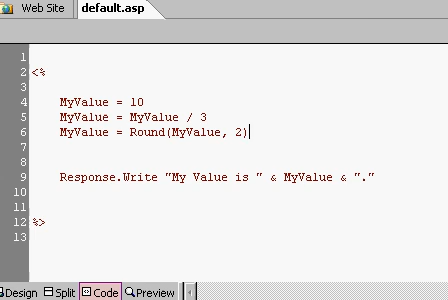 Web Site default.asp
1
2 <%
3
4 MyValue = 10
5 MyValue = MyValue / 3
6 MyValue = Round(MyValue, 2)
7
8
9 Response.Write "My Value is " & MyValue & "."
10
11
12 %>
13
Design Split Code Preview